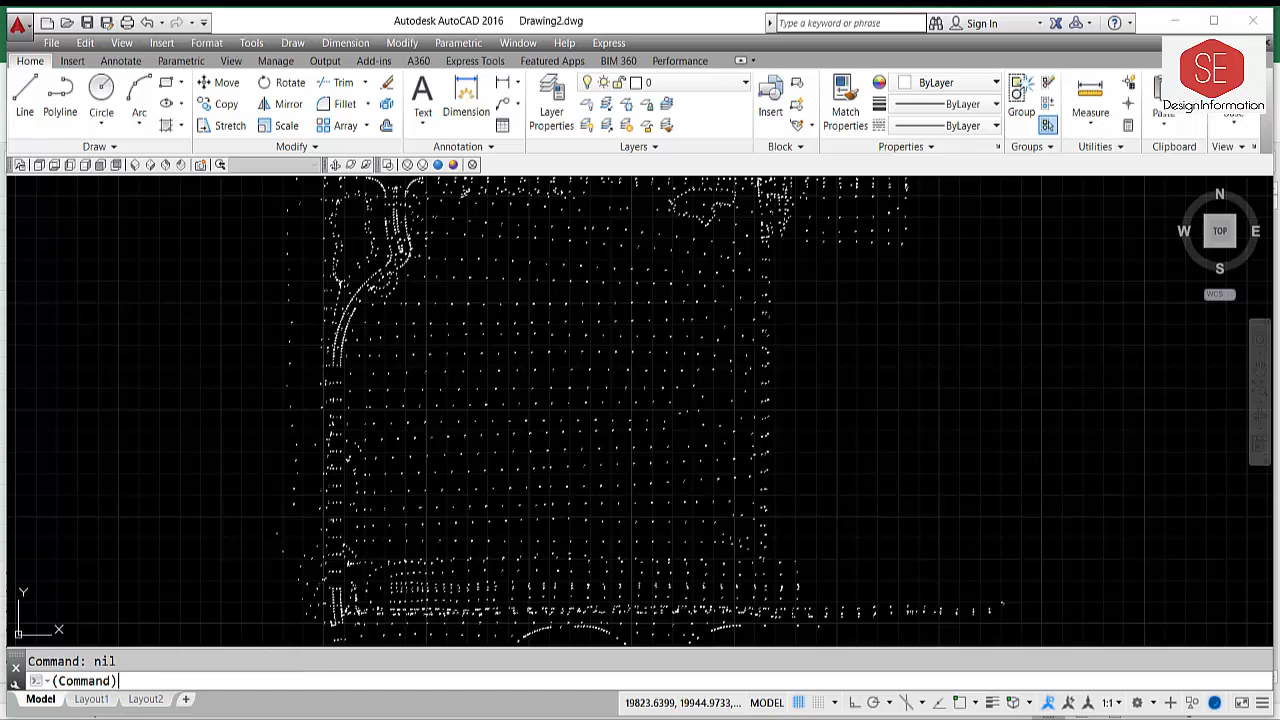 Autodesk AutoCAD 2016 Drawing2.dwg
Type a keyword or phrase
Sign In
File Edit View Insert Format Tools Draw Dimension Modify Parametric Window Help Express
Home Insert Annotate Parametric View Manage Output Add-ins A360 Express Tools Featured Apps BIM 360 Performance
SE
DesignInformation
Line Polyline Circle Arc
Move Rotate Trim
Copy Mirror Fillet
Stretch Scale Array
Text Dimension
Layer
Properties
0
Insert
Match
Properties
ByLayer
ByLayer
ByLayer
Group
Measure
Paste
Base
Draw Modify Annotation Layers Block Properties Groups Utilities Clipboard View
N
W TOP E
S
WCS
Y
X
Command: nil
(Command)
Model Layout1 Layout2 +
19823.6399, 19944.9733,... MODEL 1:1